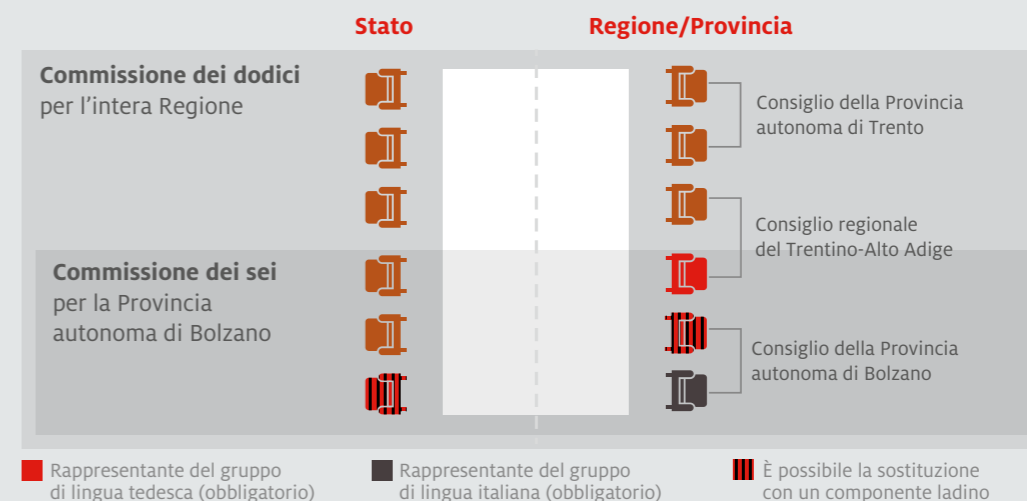 Stato
Regione/Provincia
Commissione dei dodici
per l'intera Regione
Consiglio della Provincia
autonoma di Trento
Consiglio regionale
del Trentino-Alto Adige
Commissione dei sei
per la Provincia
autonoma di Bolzano
Consiglio della Provincia
autonoma di Bolzano
Rappresentante del gruppo
di lingua tedesca (obbligatorio)
Rappresentante del gruppo
di lingua italiana (obbligatorio)
È possibile la sostituzione
con un componente ladino